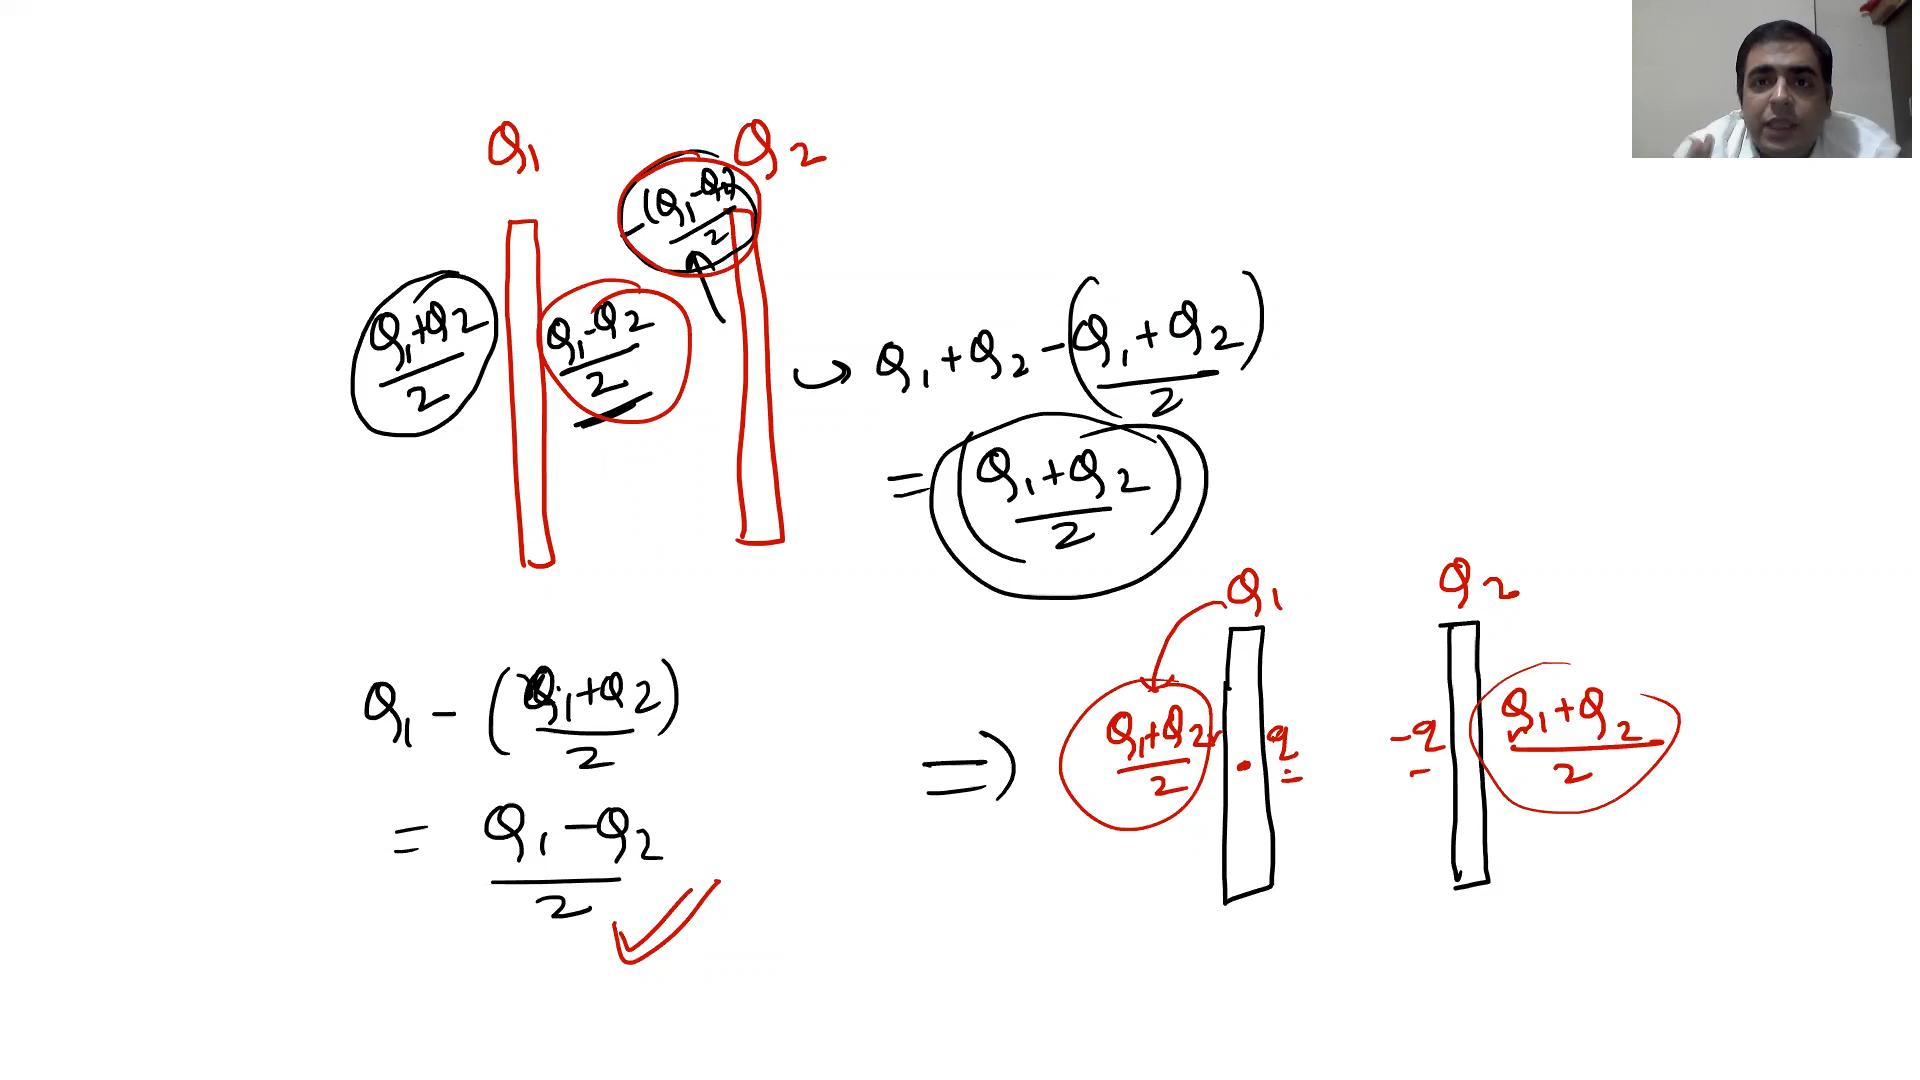 Q1 Q2
-(Q1-Q2)/2
(Q1+Q2)/2 (Q1-Q2)/2
Q1+Q2-(Q1+Q2)/2
=((Q1+Q2)/2)
Q1-(Q1+Q2)/2
=(Q1-Q2)/2
Q1 Q2
⇒ (Q1+Q2)/2 q -q (Q1+Q2)/2